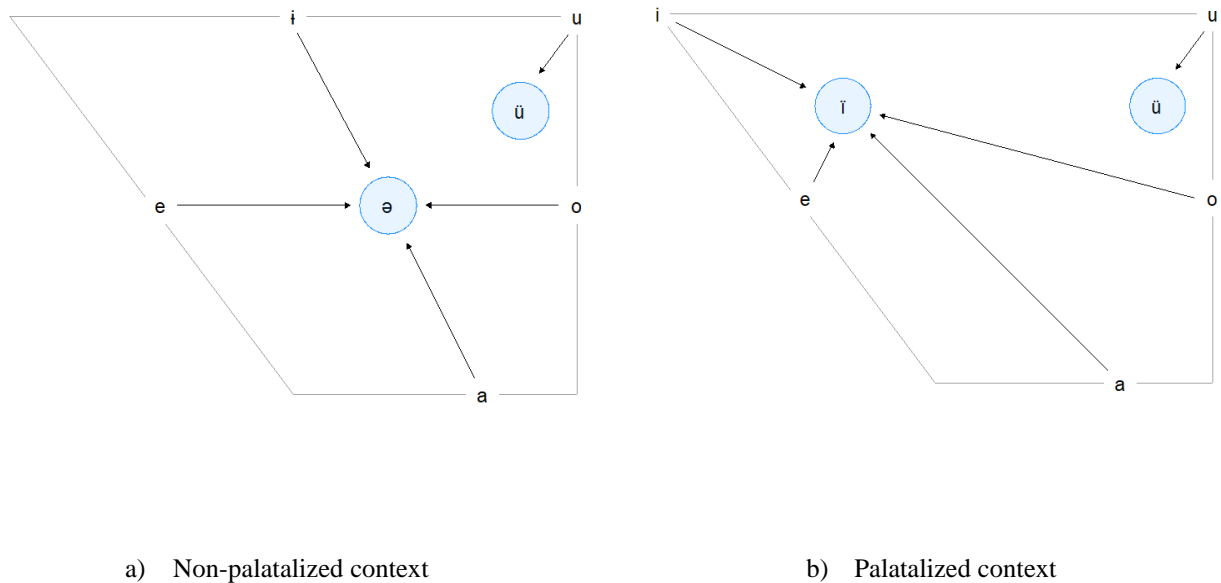 ɨ u
ü
e ə o
a
a) Non-palatalized context
i u
ï ü
e o
a
b) Palatalized context